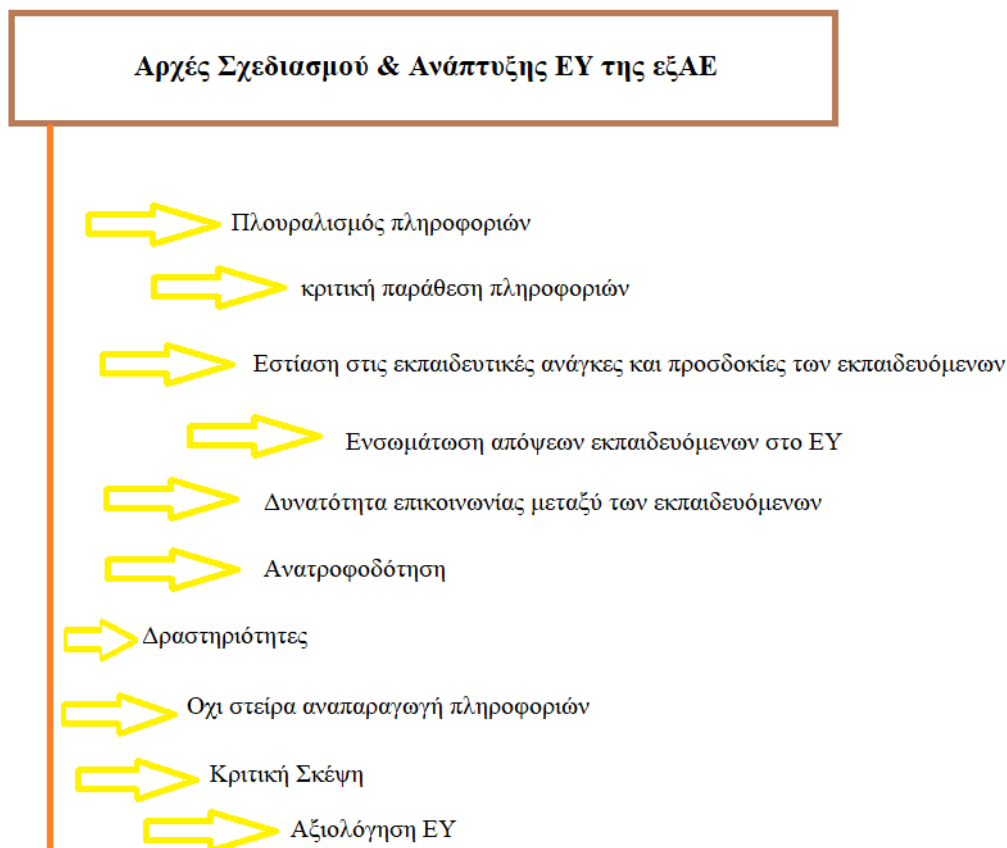 Αρχές Σχεδιασμού & Ανάπτυξης ΕΥ της εξΑΕ
Πλουραλισμός πληροφοριών
κριτική παράθεση πληροφοριών
Εστίαση στις εκπαιδευτικές ανάγκες και προσδοκίες των εκπαιδευόμενων
Ενσωμάτωση απόψεων εκπαιδευόμενων στο ΕΥ
Δυνατότητα επικοινωνίας μεταξύ των εκπαιδευόμενων
Ανατροφοδότηση
Δραστηριότητες
Οχι στείρα αναπαραγωγή πληροφοριών
Κριτική Σκέψη
Αξιολόγηση ΕΥ